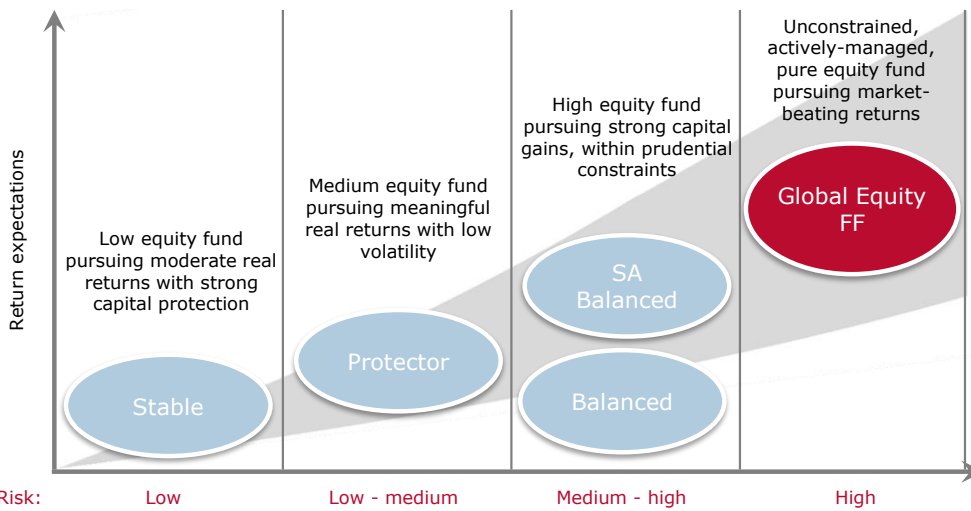 Return expectations
Low equity fund
pursuing moderate real
returns with strong
capital protection
Stable
Medium equity fund
pursuing meaningful
real returns with low
volatility
Protector
High equity fund
pursuing strong capital
gains, within prudential
constraints
SA
Balanced
Balanced
Unconstrained,
actively-managed,
pure equity fund
pursuing market-
beating returns
Global Equity
FF
Risk:
Low
Low - medium
Medium - high
High